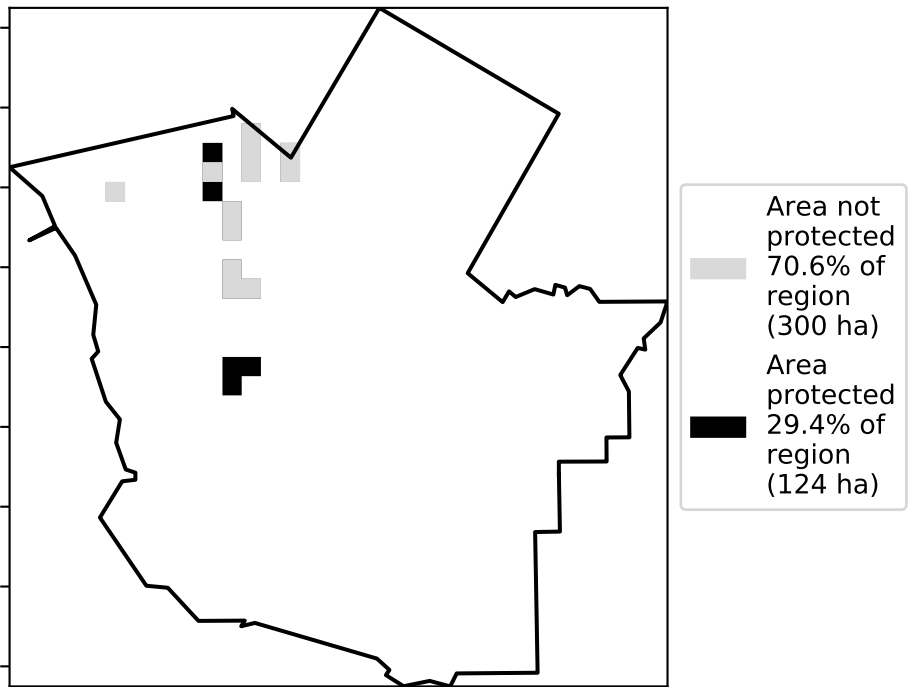 Area not
protected
70.6% of
region
(300 ha)
Area
protected
29.4% of
region
(124 ha)